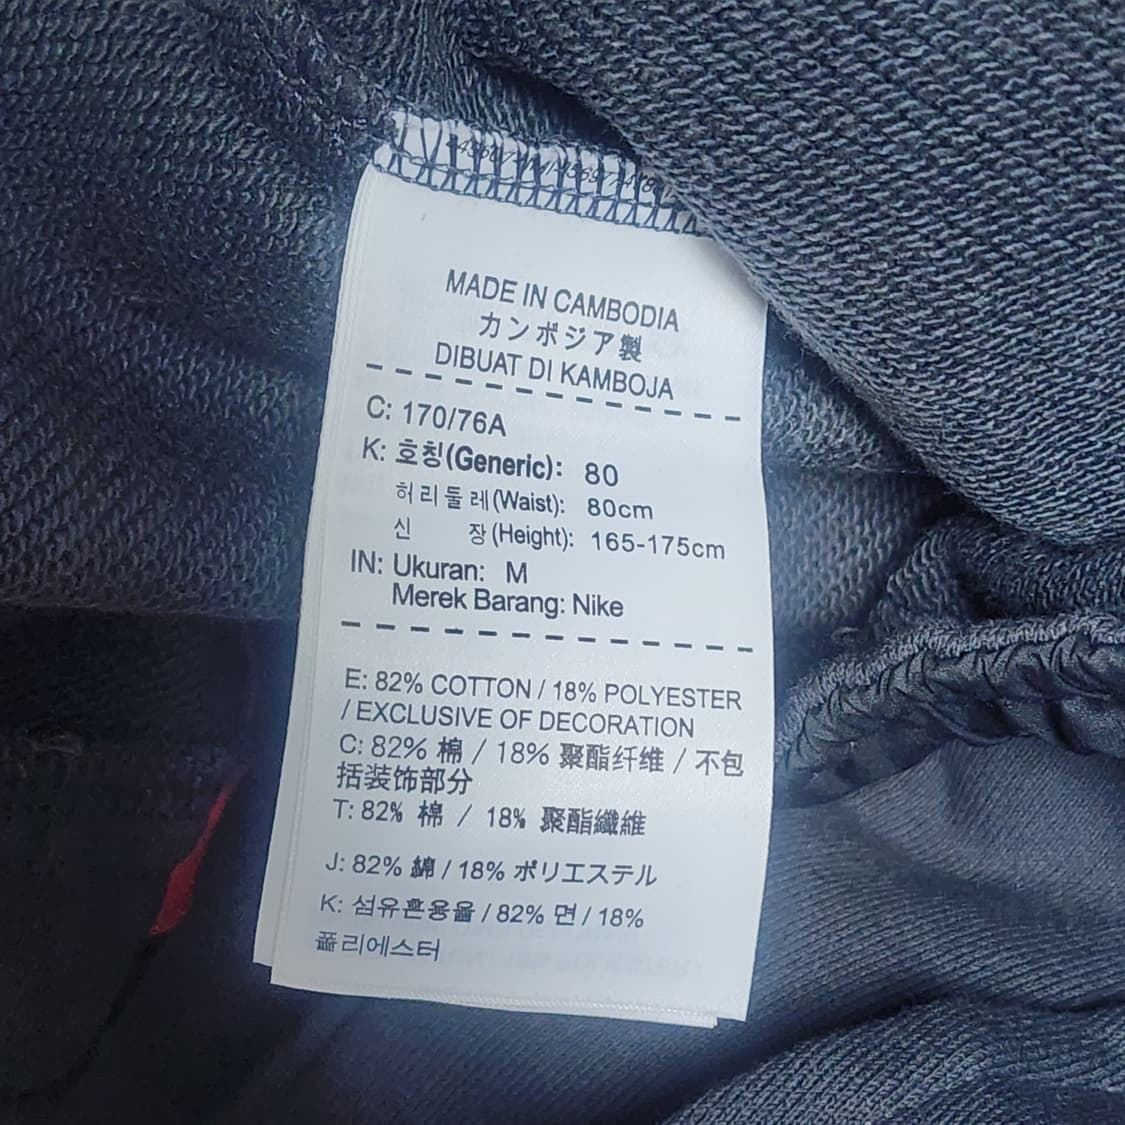 MADE IN CAMBODIA
カンボジア製
DIBUAT DI KAMBOJA
C: 170/76A
K: 호칭(Generic): 80
허리둘레(Waist): 80cm
신 장(Height): 165-175cm
IN: Ukuran: M
Merek Barang: Nike
E: 82% COTTON / 18% POLYESTER
/ EXCLUSIVE OF DECORATION
C: 82% 棉 / 18% 聚酯纤维 / 不包
括装饰部分
T: 82% 棉 / 18% 聚酯纖維
J: 82% 綿 / 18% ポリエステル
K: 섬유혼용율 / 82% 면 / 18%
폴리에스터